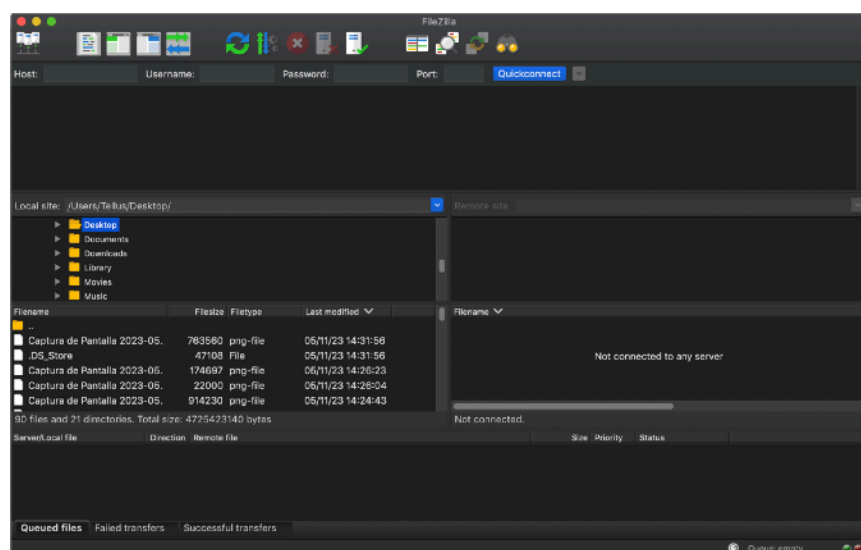 FileZilla
Host: Username: Password: Port: Quickconnect
Local site: /Users/Tellus/Desktop/
Remote site:
Desktop
Documents
Downloads
Library
Movies
Music
Filename Filesize Filetype Last modified
..
Captura de Pantalla 2023-05. 763560 png-file 05/11/23 14:31:56
.DS_Store 47108 File 05/11/23 14:31:56
Captura de Pantalla 2023-05. 174697 png-file 05/11/23 14:26:23
Captura de Pantalla 2023-05. 22000 png-file 05/11/23 14:26:04
Captura de Pantalla 2023-05. 914230 png-file 05/11/23 14:24:43
90 files and 21 directories. Total size: 4725423140 bytes
Filename
Not connected to any server
Not connected.
Server/Local file Direction Remote file Size Priority Status
Queued files Failed transfers Successful transfers
Queue: empty